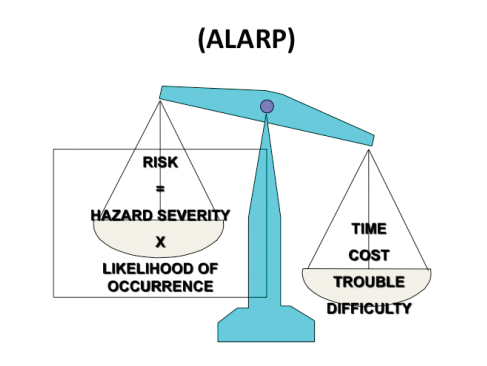 (ALARP)
RISK
=
HAZARD SEVERITY
X
LIKELIHOOD OF
OCCURRENCE
TIME
COST
TROUBLE
DIFFICULTY